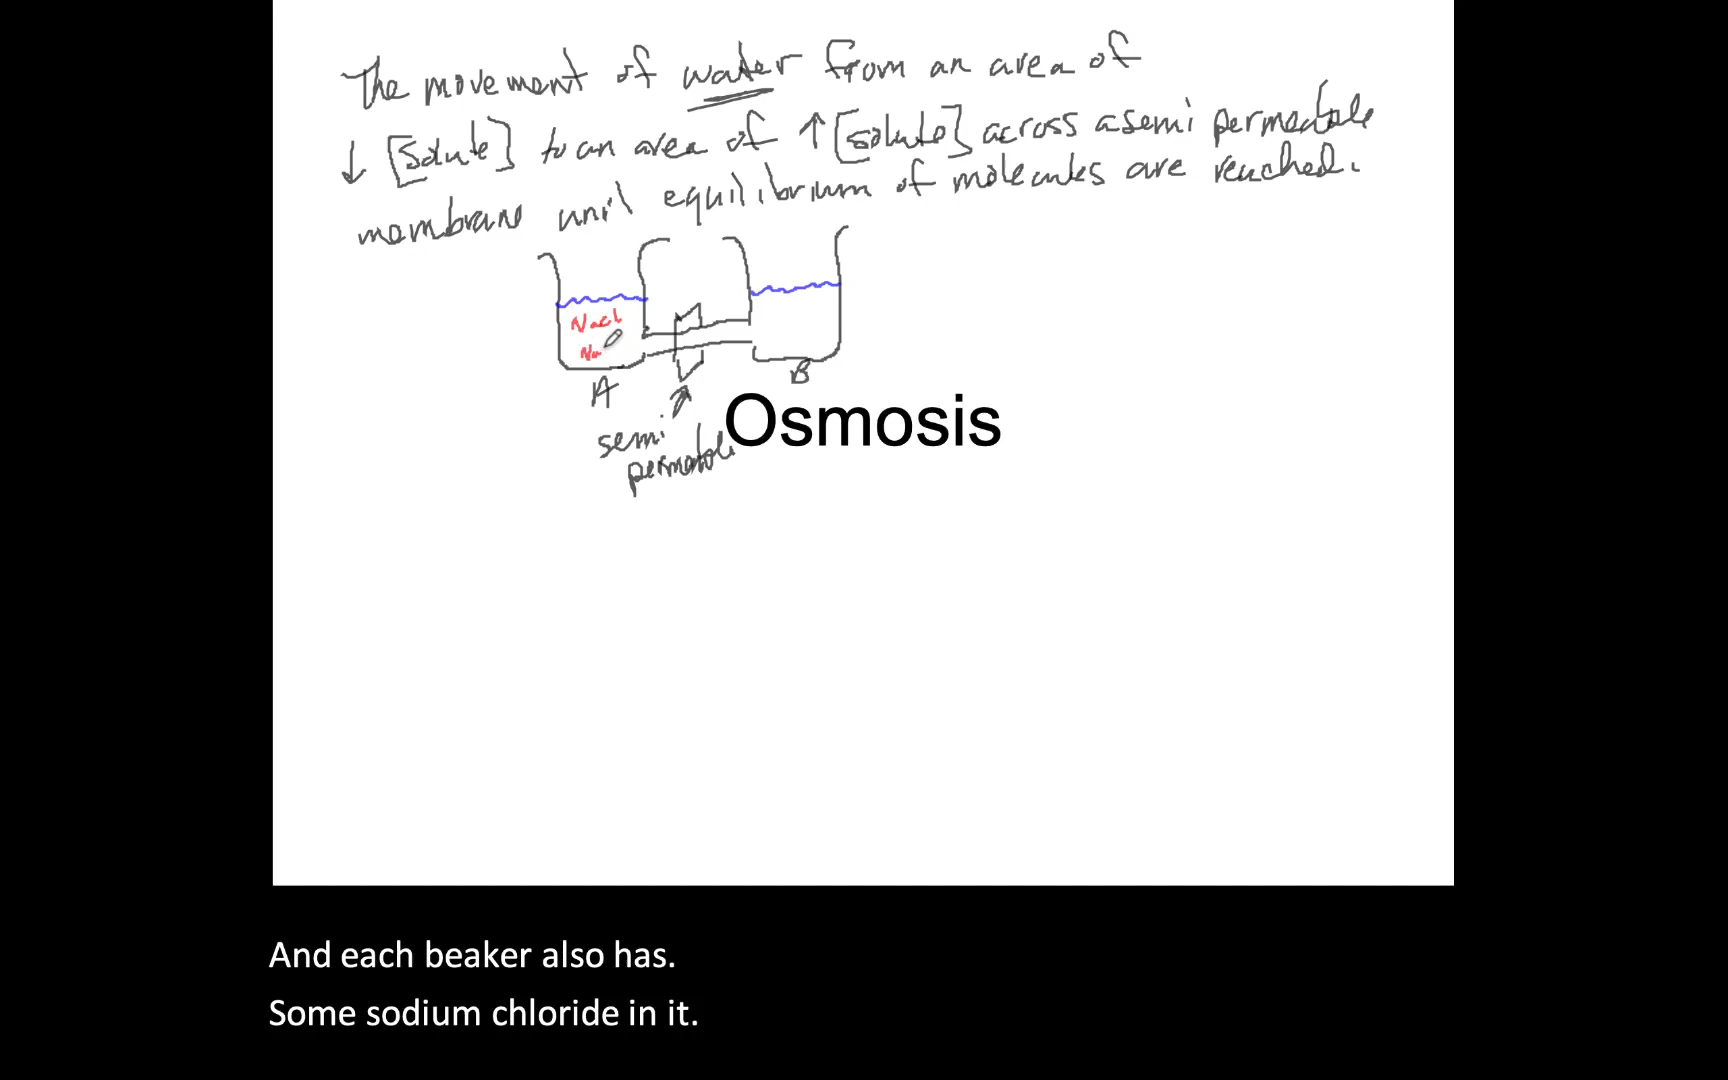 The movement of water from an area of
↓ [solute] to an area of ↑ [solute] across a semi permeable
membrane unil equilibrium of molecules are reached.
NaCl
Na
A
B
semi
permeable
Osmosis
And each beaker also has.
Some sodium chloride in it.